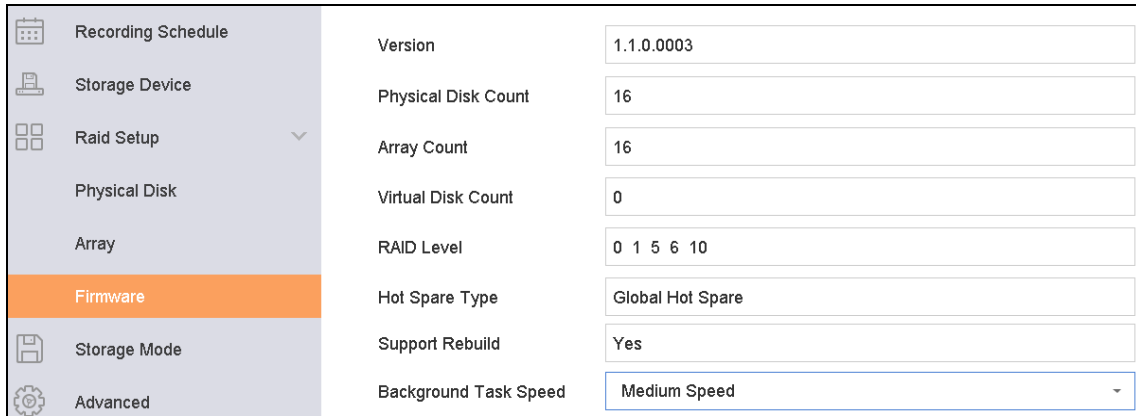 Recording Schedule
Storage Device
Raid Setup
Physical Disk
Array
Firmware
Storage Mode
Advanced
Version 1.1.0.0003
Physical Disk Count 16
Array Count 16
Virtual Disk Count 0
RAID Level 0 1 5 6 10
Hot Spare Type Global Hot Spare
Support Rebuild Yes
Background Task Speed Medium Speed